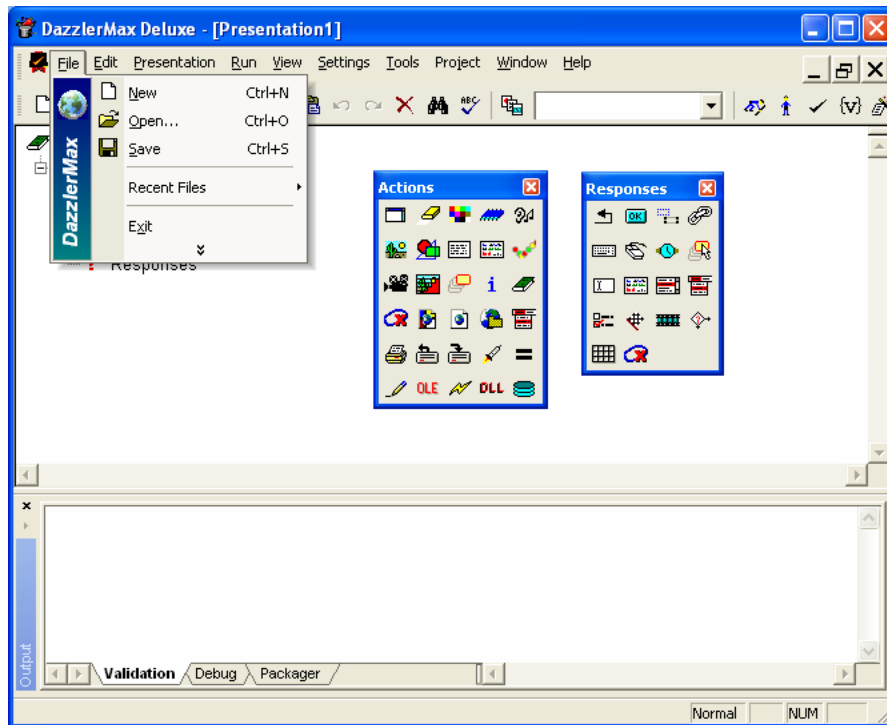 DazzlerMax Deluxe - [Presentation1]
File Edit Presentation Run View Settings Tools Project Window Help
New Ctrl+N
Open... Ctrl+O
Save Ctrl+S
Recent Files
Exit
DazzlerMax
ABC
{v}
Responses
Actions
i
OLE DLL
Responses
OK
Output
Validation Debug Packager
Normal NUM